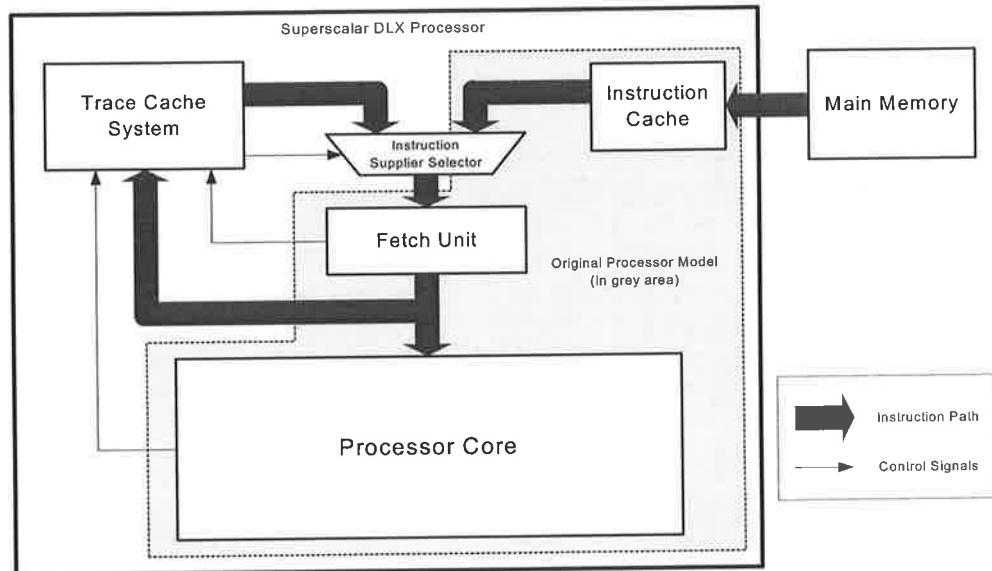 Superscalar DLX Processor
Trace Cache
System
Instruction
Cache
Main Memory
Instruction
Supplier Selector
Fetch Unit
Original Processor Model
(In grey area)
Processor Core
Instruction Path
Control Signals